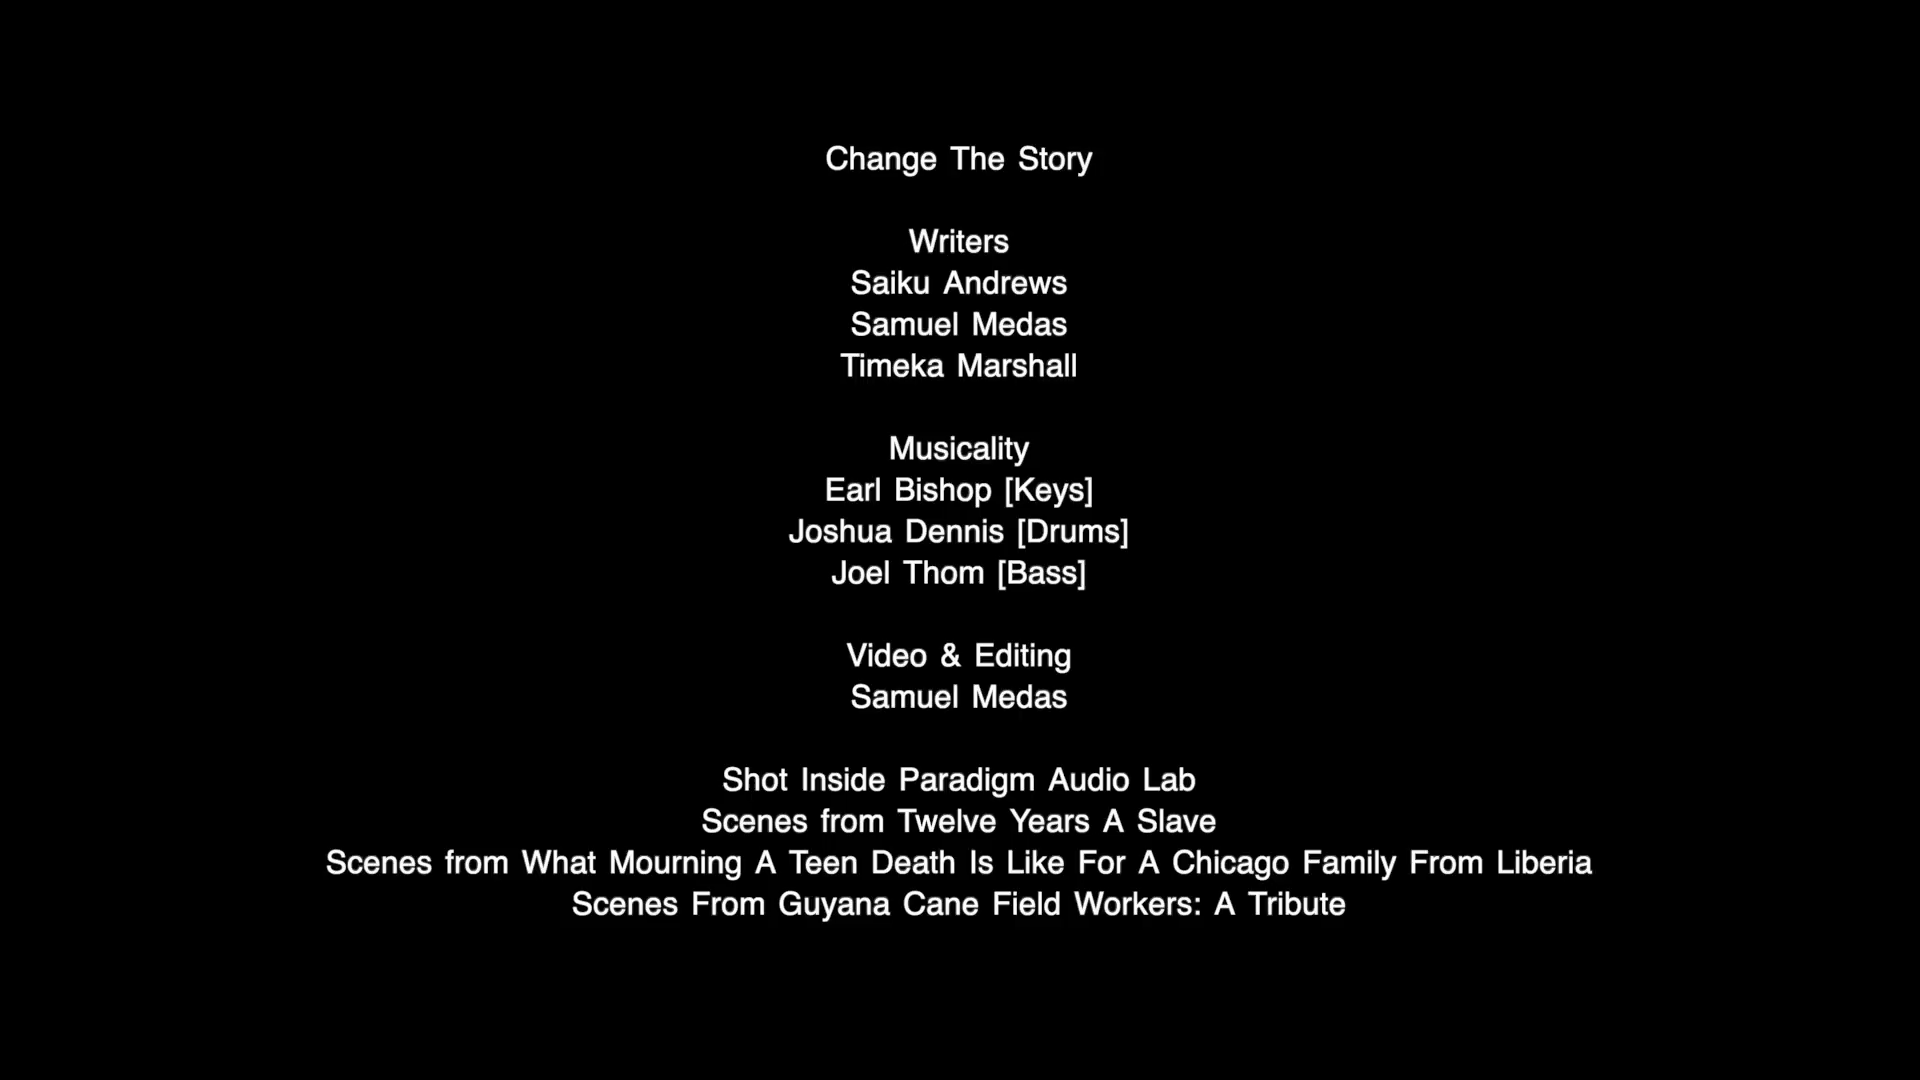 Change The Story
Writers
Saiku Andrews
Samuel Medas
Timeka Marshall
Musicality
Earl Bishop [Keys]
Joshua Dennis [Drums]
Joel Thom [Bass]
Video & Editing
Samuel Medas
Shot Inside Paradigm Audio Lab
Scenes from Twelve Years A Slave
Scenes from What Mourning A Teen Death Is Like For A Chicago Family From Liberia
Scenes From Guyana Cane Field Workers: A Tribute